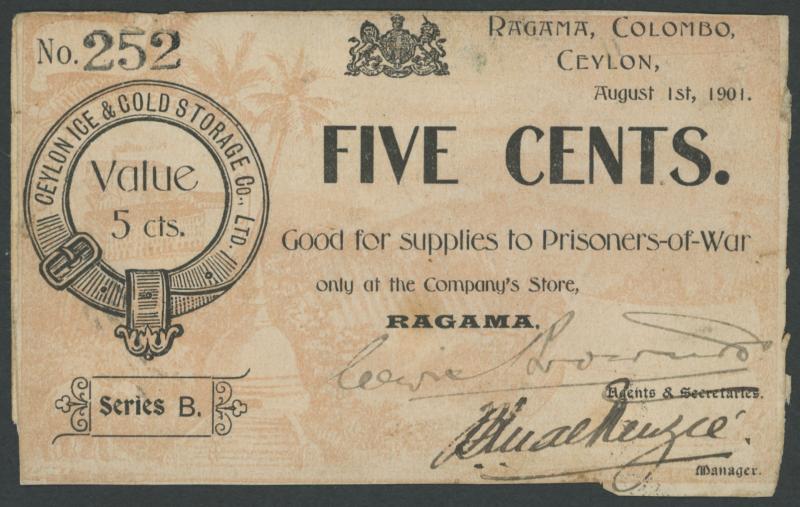 No. 252
RAGAMA, COLOMBO,
CEYLON,
August 1st, 1901.
CEYLON ICE & COLD STORAGE CO., LTD.
Value
5 cts.
FIVE CENTS.
Good for supplies to Prisoners-of-War
only at the Company's Store,
RAGAMA.
Agents & Secretaries.
Series B.
Manager.